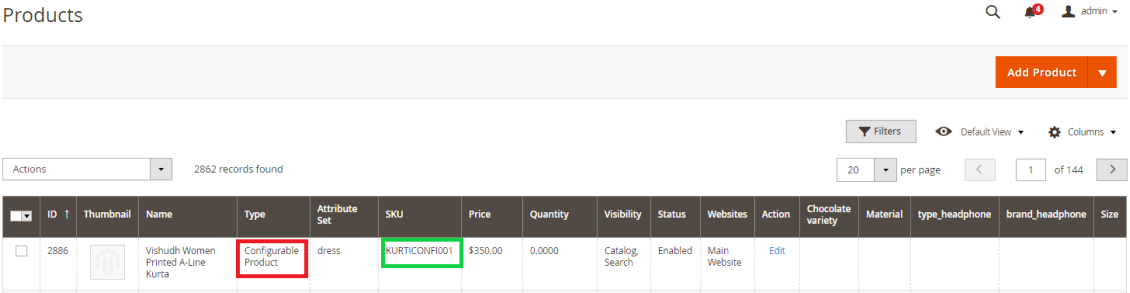 Products
4
admin
Add Product
Filters
Default View
Columns
Actions
2862 records found
20
per page
1
of 144
ID ↑ Thumbnail Name Type Attribute Set SKU Price Quantity Visibility Status Websites Action Chocolate variety Material type_headphone brand_headphone Size
2886 Vishudh Women Configurable dress KURTICONFI001 $350.00 0.0000 Catalog, Enabled Main Edit
Printed A-Line Product Search Website
Kurta